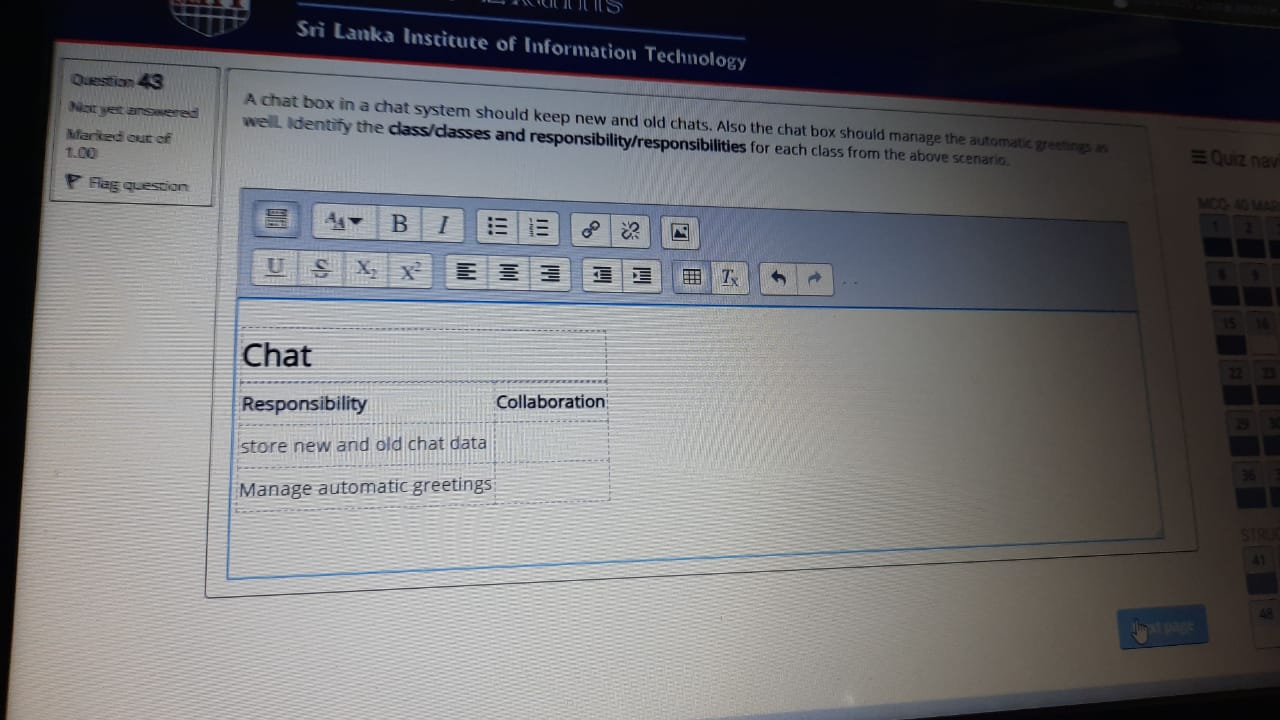 Sri Lanka Institute of Information Technology
Question 43
Not yet answered
Marked out of
1.00
Flag question
A chat box in a chat system should keep new and old chats. Also the chat box should manage the automatic greetings as
well. Identify the class/classes and responsibility/responsibilities for each class from the above scenario.
B I
U S X₂ X²
Tx
Chat
Responsibility Collaboration
store new and old chat data
Manage automatic greetings
Next page
Quiz nav
MCQ- 40 MAR
1 2
8 9
15 16
22 23
29
36
STRU
41
48